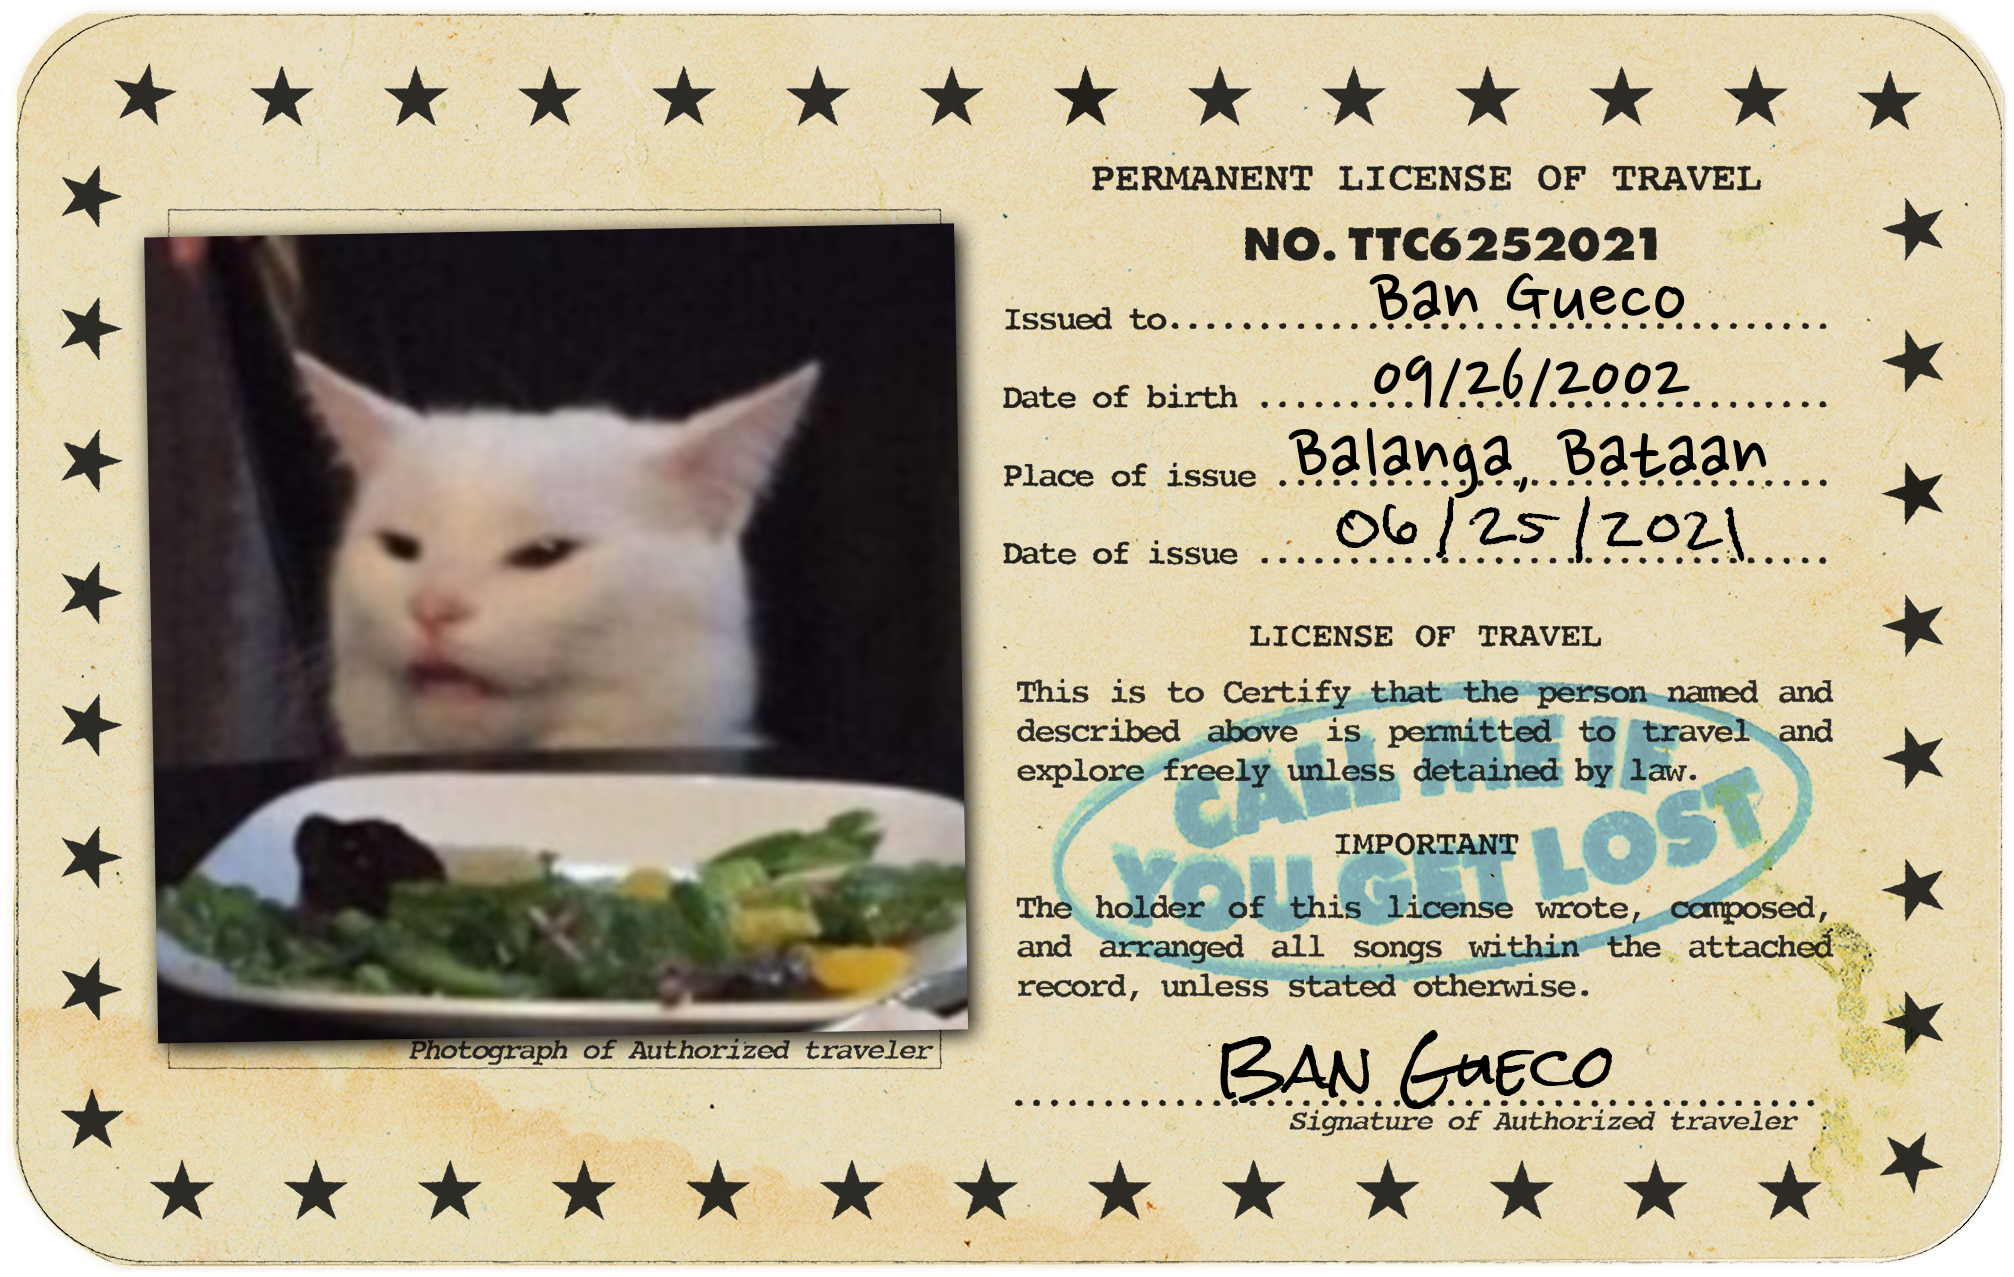 PERMANENT LICENSE OF TRAVEL
NO. TTC6252021
Issued to Ban Gueco
Date of birth 09/26/2002
Place of issue Balanga, Bataan
Date of issue 06/25/2021
LICENSE OF TRAVEL
This is to Certify that the person named and
described above is permitted to travel and
explore freely unless detained by law.
CALL ME IF
YOU GET LOST
IMPORTANT
The holder of this license wrote, composed,
and arranged all songs within the attached
record, unless stated otherwise.
BAN GUECO
Signature of Authorized traveler
Photograph of Authorized traveler